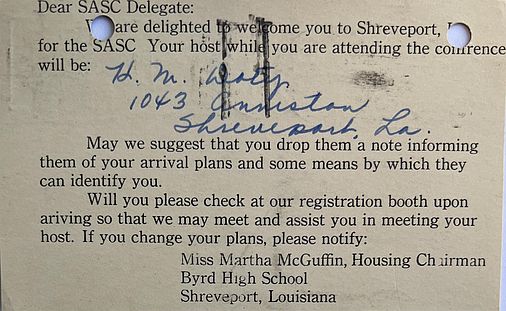 Dear SASC Delegate:
We are delighted to welcome you to Shreveport,
for the SASC Your host while you are attending the conference
will be: H. M. Doty
1043 Anniston
Shreveport, La.
May we suggest that you drop them a note informing
them of your arrival plans and some means by which they
can identify you.
Will you please check at our registration booth upon
ariving so that we may meet and assist you in meeting your
host. If you change your plans, please notify:
Miss Martha McGuffin, Housing Chairman
Byrd High School
Shreveport, Louisiana